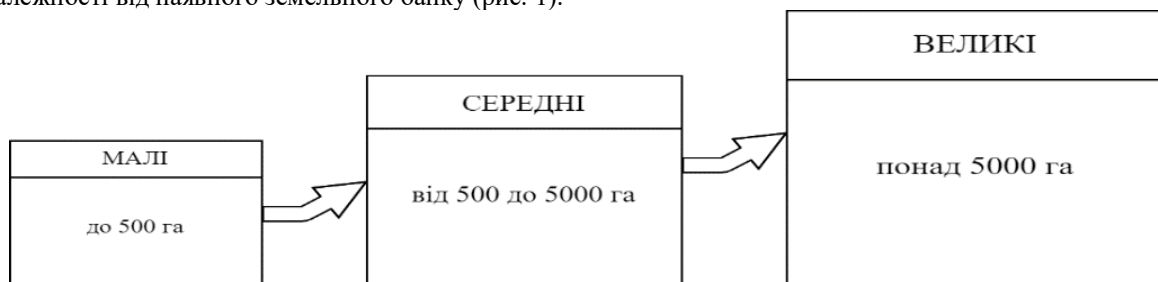 залежності від наявного земельного банку (рис. 1).
ВЕЛИКІ
СЕРЕДНІ
МАЛІ
понад 5000 га
від 500 до 5000 га
до 500 га